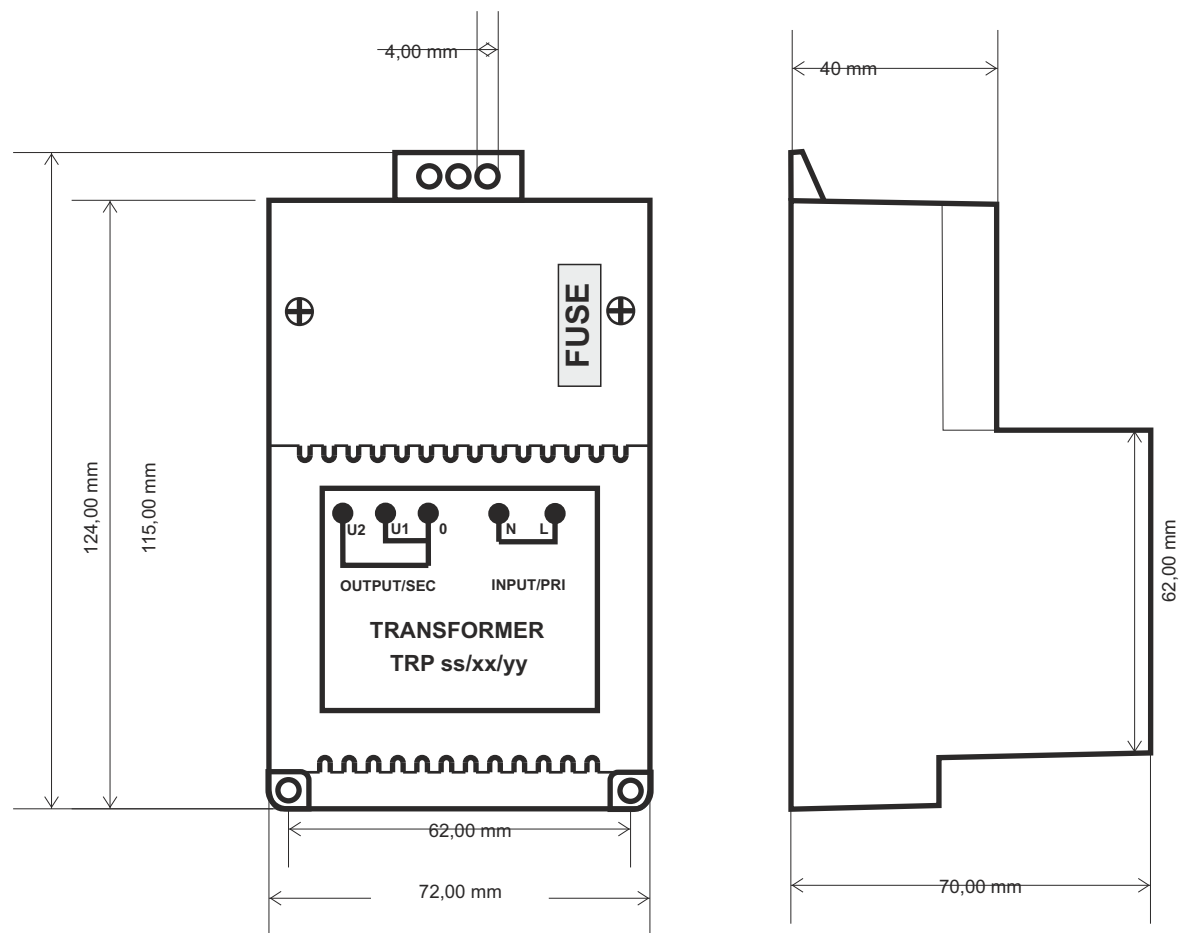 4,00 mm
40 mm
FUSE
124,00 mm
115,00 mm
U2 U1 0 N L
OUTPUT/SEC INPUT/PRI
TRANSFORMER
TRP ss/xx/yy
62,00 mm
62,00 mm
72,00 mm
70,00 mm